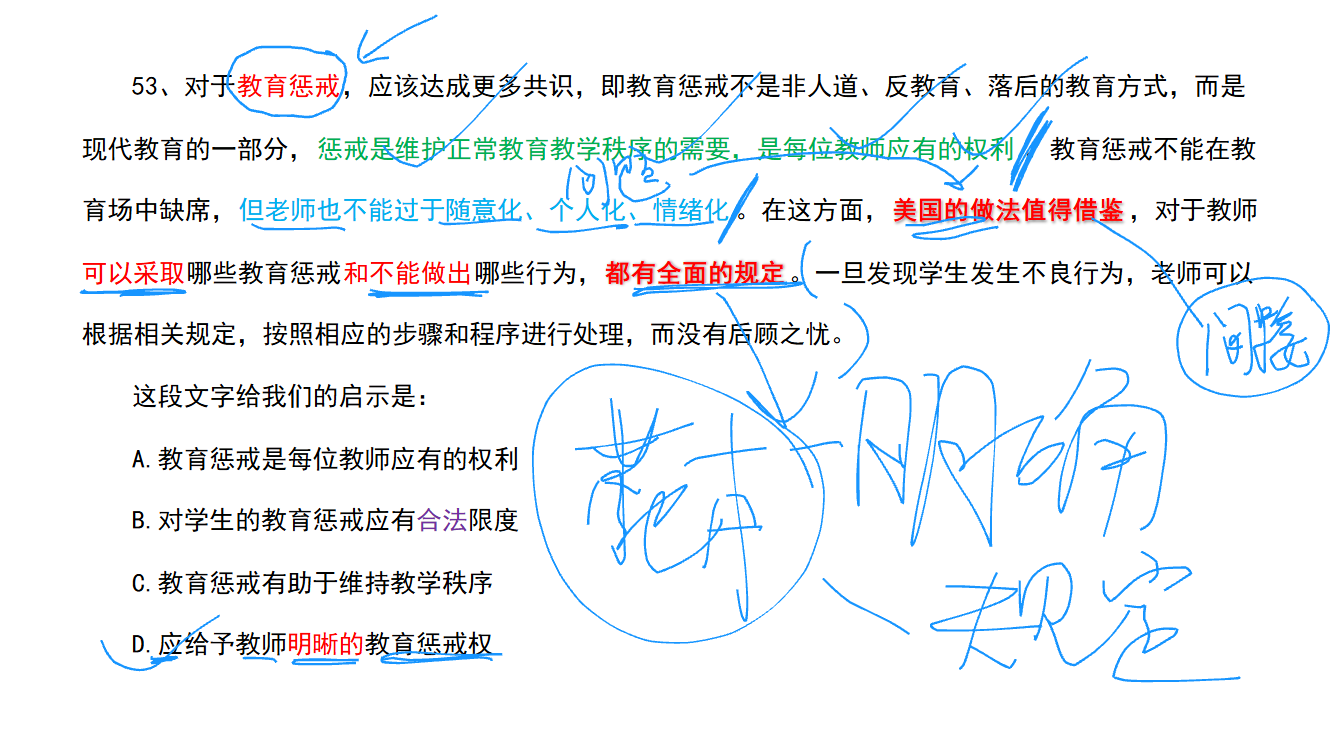 53、对于教育惩戒，应该达成更多共识，即教育惩戒不是非人道、反教育、落后的教育方式，而是
现代教育的一部分，惩戒是维护正常教育教学秩序的需要，是每位教师应有的权利，教育惩戒不能在教
问题
育场中缺席，但老师也不能过于随意化、个人化、情绪化。在这方面，美国的做法值得借鉴，对于教师
可以采取哪些教育惩戒和不能做出哪些行为，都有全面的规定。一旦发现学生发生不良行为，老师可以
间接
根据相关规定，按照相应的步骤和程序进行处理，而没有后顾之忧。
这段文字给我们的启示是：
明确
A.教育惩戒是每位教师应有的权利
B.对学生的教育惩戒应有合法限度
C.教育惩戒有助于维持教学秩序
规定
D.应给予教师明晰的教育惩戒权